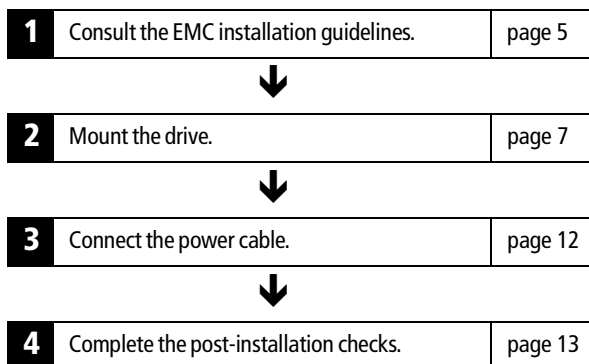 1 Consult the EMC installation guidelines. page 5
2 Mount the drive. page 7
3 Connect the power cable. page 12
4 Complete the post-installation checks. page 13